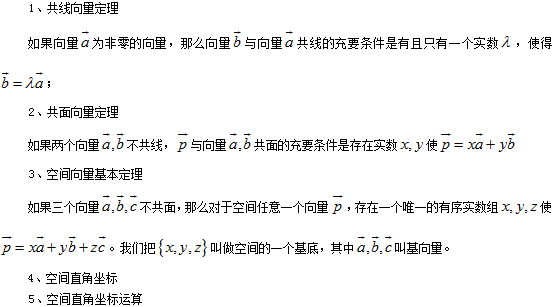 1、共线向量定理
如果向量 $\vec{a}$ 为非零的向量，那么向量 $\vec{b}$ 与向量 $\vec{a}$ 共线的充要条件是有且只有一个实数 $\lambda$ ，使得
$\vec{b}=\lambda\vec{a}$；
2、共面向量定理
如果两个向量 $\vec{a},\vec{b}$ 不共线，$\vec{p}$ 与向量 $\vec{a},\vec{b}$ 共面的充要条件是存在实数 $x,y$ 使 $\vec{p}=x\vec{a}+y\vec{b}$
3、空间向量基本定理
如果三个向量 $\vec{a},\vec{b},\vec{c}$ 不共面，那么对于空间任意一个向量 $\vec{p}$ ，存在一个唯一的有序实数组 $x,y,z$ 使
$\vec{p}=x\vec{a}+y\vec{b}+z\vec{c}$ 。我们把 $\{x,y,z\}$ 叫做空间的一个基底，其中 $\vec{a},\vec{b},\vec{c}$ 叫基向量。
4、空间直角坐标
5、空间直角坐标运算